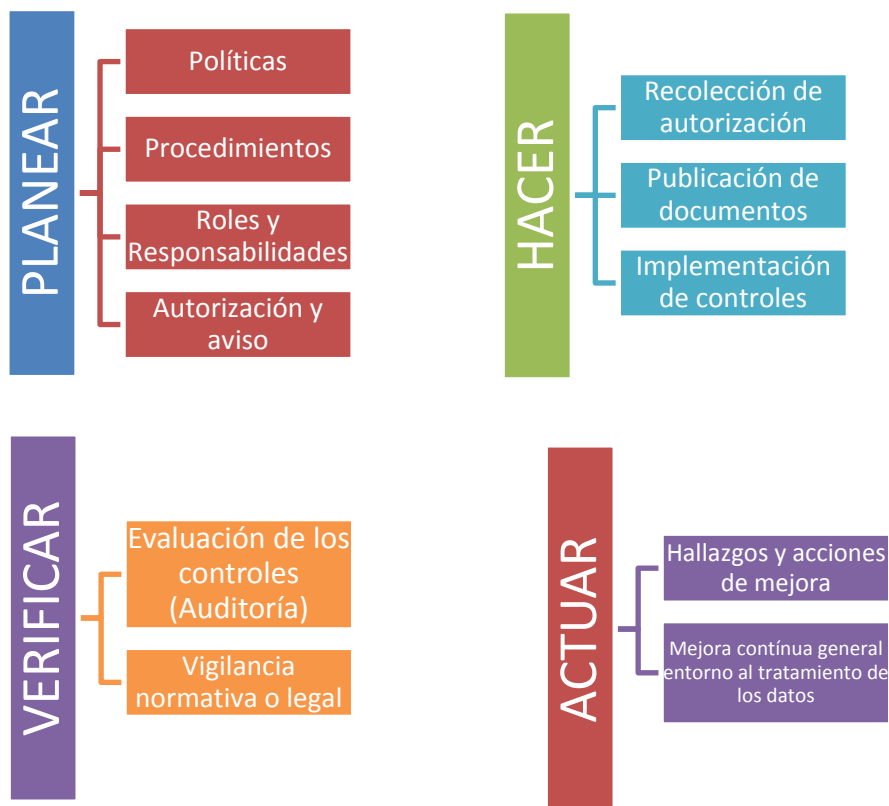 PLANEAR
Políticas
Procedimientos
Roles y
Responsabilidades
Autorización y
aviso
HACER
Recolección de
autorización
Publicación de
documentos
Implementación
de controles
VERIFICAR
Evaluación de los
controles
(Auditoría)
Vigilancia
normativa o legal
ACTUAR
Hallazgos y acciones
de mejora
Mejora contínua general
entorno al tratamiento de
los datos